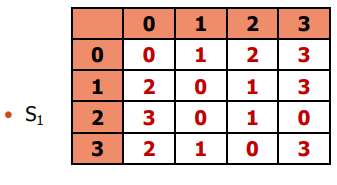 0 1 2 3
0 0 1 2 3
1 2 0 1 3
• S₁ 2 3 0 1 0
3 2 1 0 3